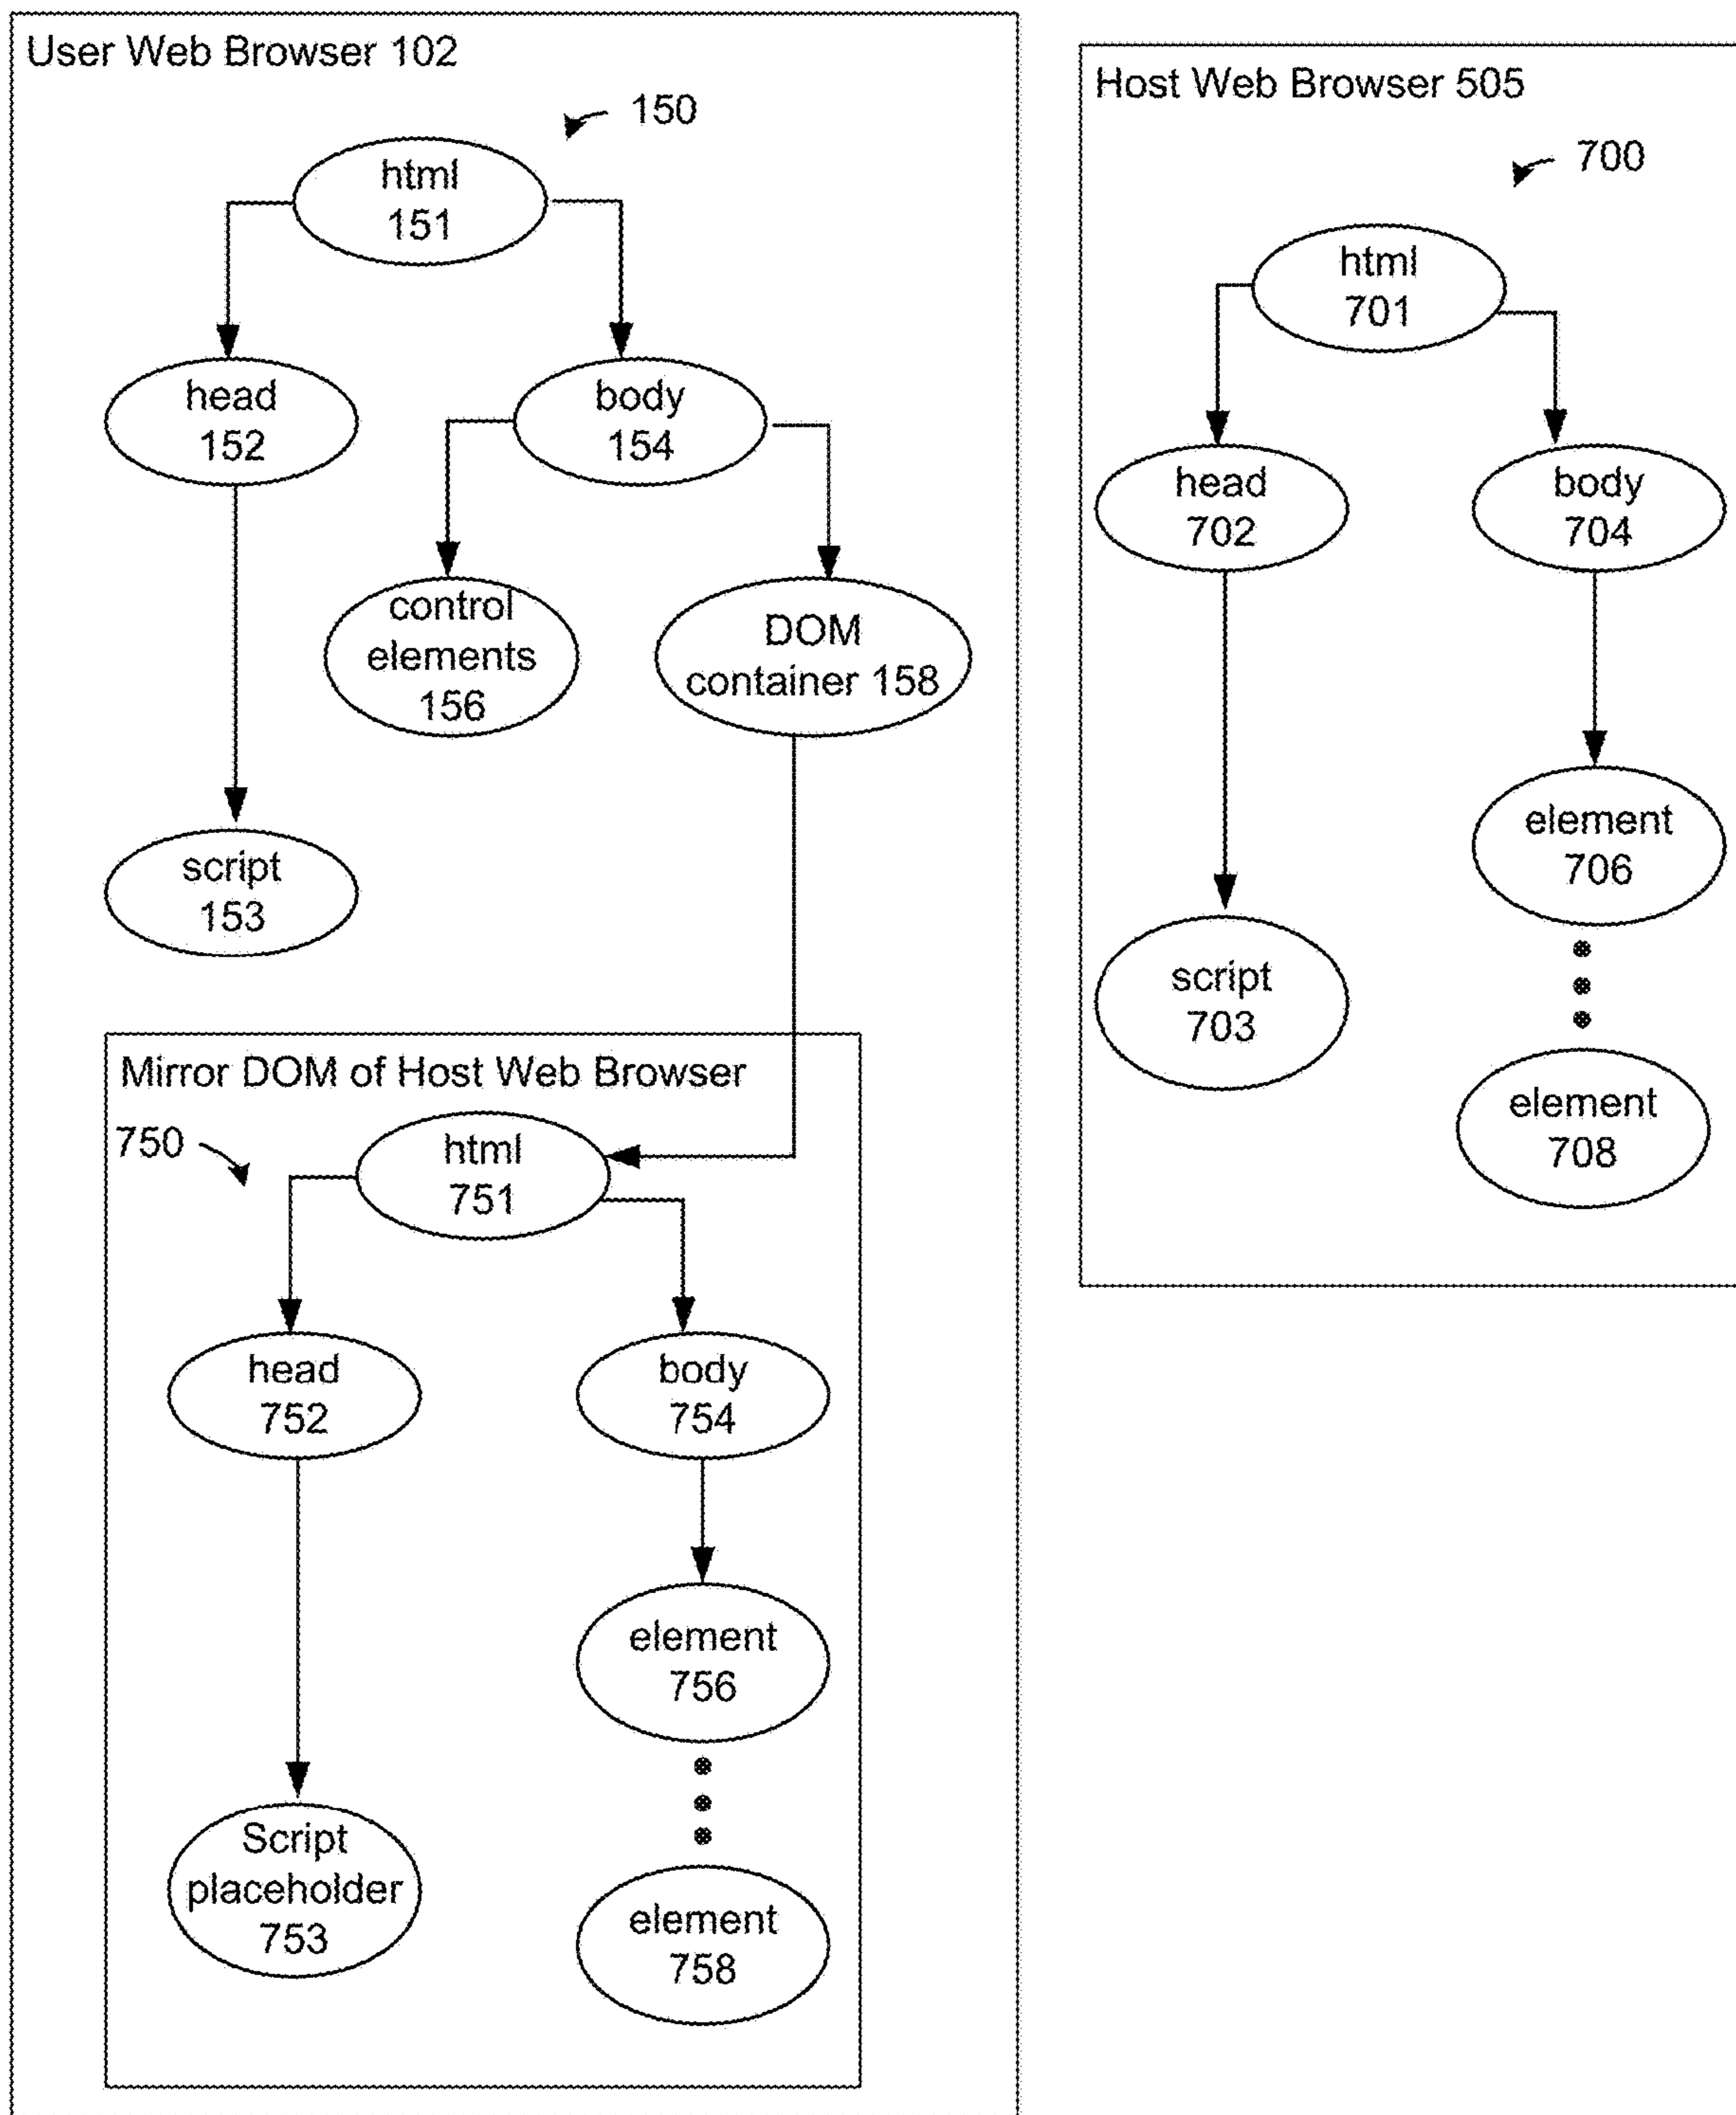 User Web Browser 102
150
html
151
head
152
body
154
control
elements
156
DOM
container 158
script
153
Mirror DOM of Host Web Browser
750
html
751
head
752
body
754
element
756
Script
placeholder
753
element
758
Host Web Browser 505
700
html
701
head
702
body
704
element
706
script
703
element
708